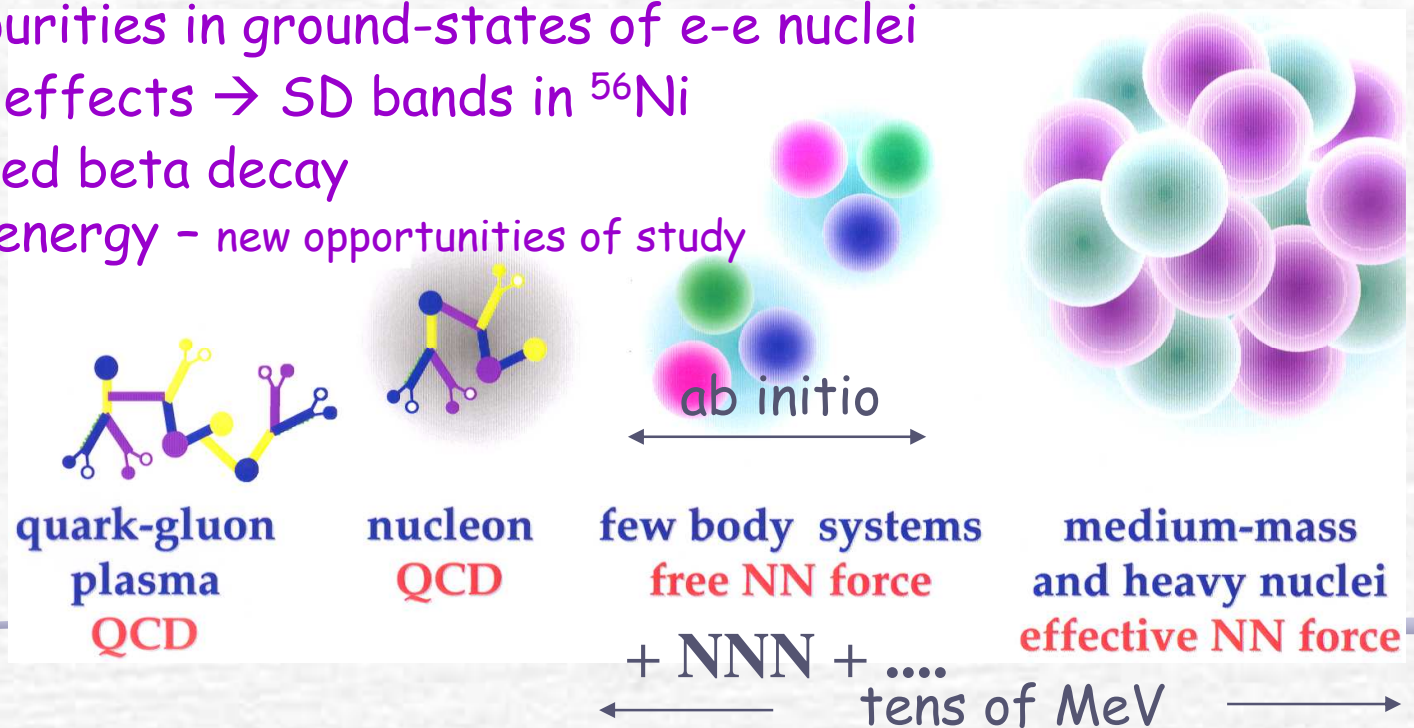 purities in ground-states of e-e nuclei
effects → SD bands in ⁵⁶Ni
ed beta decay
energy – new opportunities of study
ab initio
quark-gluon
plasma
QCD
nucleon
QCD
few body systems
free NN force
+ NNN + ....
medium-mass
and heavy nuclei
effective NN force
tens of MeV